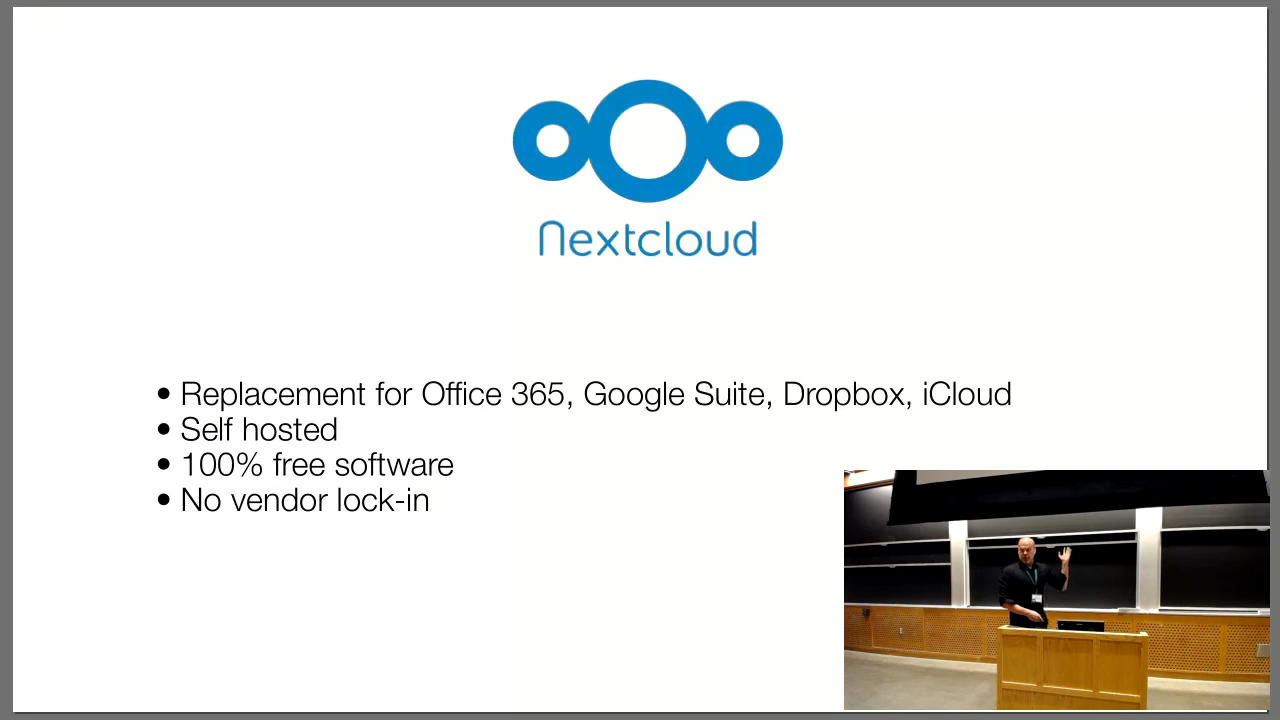 Nextcloud
• Replacement for Office 365, Google Suite, Dropbox, iCloud
• Self hosted
• 100% free software
• No vendor lock-in